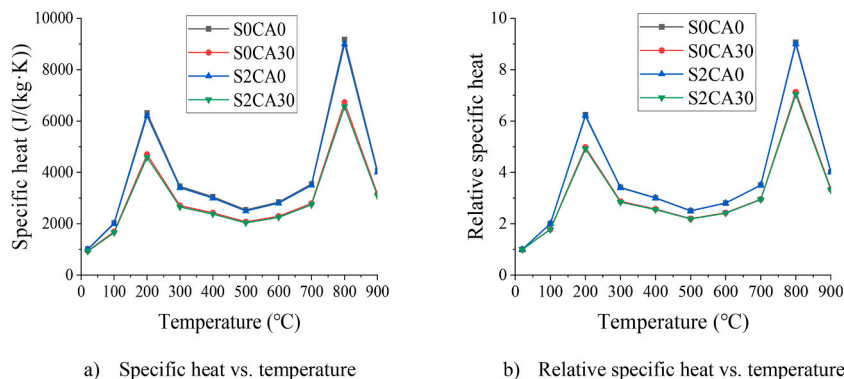 10000
8000
6000
4000
2000
0
0 100 200 300 400 500 600 700 800 900
Specific heat (J/(kg·K))
Temperature (℃)
S0CA0
S0CA30
S2CA0
S2CA30
a) Specific heat vs. temperature
10
8
6
4
2
0
0 100 200 300 400 500 600 700 800 900
Relative specific heat
Temperature (℃)
S0CA0
S0CA30
S2CA0
S2CA30
b) Relative specific heat vs. temperature